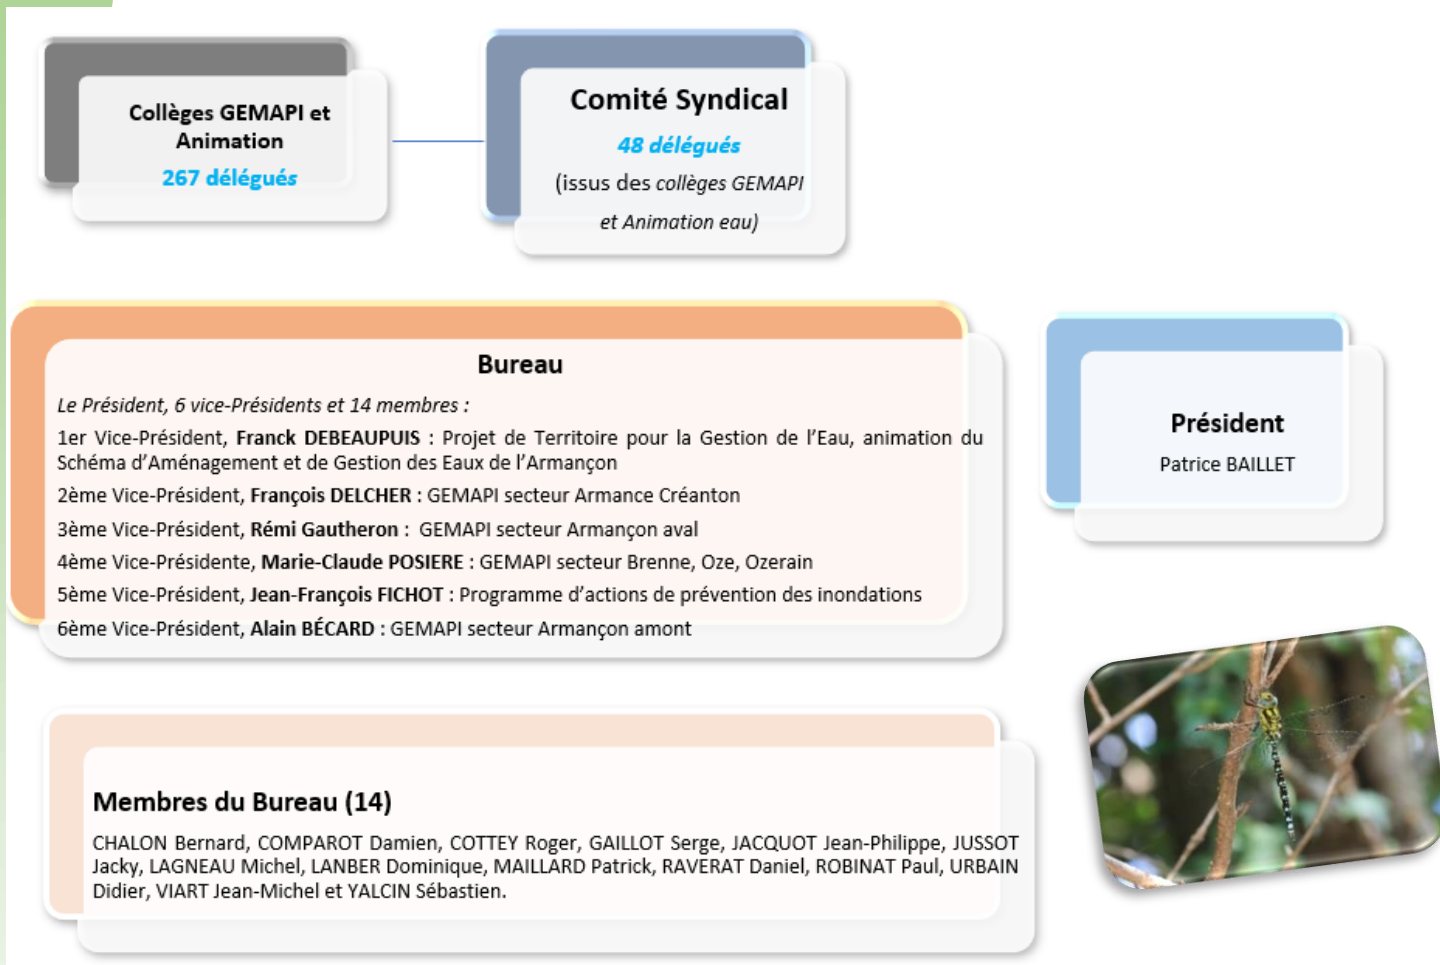 Collèges GEMAPI et
Animation
267 délégués
Comité Syndical
48 délégués
(issus des collèges GEMAPI
et Animation eau)
Bureau
Le Président, 6 vice-Présidents et 14 membres :
1er Vice-Président, Franck DEBEAUPUIS : Projet de Territoire pour la Gestion de l’Eau, animation du
Schéma d’Aménagement et de Gestion des Eaux de l’Armançon
2ème Vice-Président, François DELCHER : GEMAPI secteur Armance Créanton
3ème Vice-Président, Rémi Gautheron : GEMAPI secteur Armançon aval
4ème Vice-Présidente, Marie-Claude POSIERE : GEMAPI secteur Brenne, Oze, Ozerain
5ème Vice-Président, Jean-François FICHOT : Programme d’actions de prévention des inondations
6ème Vice-Président, Alain BÉCARD : GEMAPI secteur Armançon amont
Président
Patrice BAILLET
Membres du Bureau (14)
CHALON Bernard, COMPAROT Damien, COTTEY Roger, GAILLOT Serge, JACQUOT Jean-Philippe, JUSSOT
Jacky, LAGNEAU Michel, LANBER Dominique, MAILLARD Patrick, RAVERAT Daniel, ROBINAT Paul, URBAIN
Didier, VIART Jean-Michel et YALCIN Sébastien.